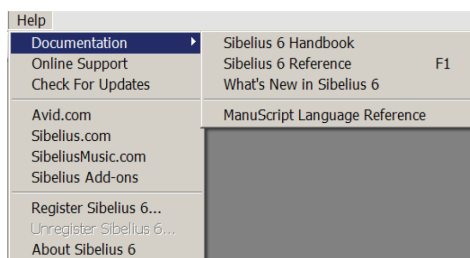 Help
Documentation
Online Support
Check For Updates
Avid.com
Sibelius.com
SibeliusMusic.com
Sibelius Add-ons
Register Sibelius 6...
Unregister Sibelius 6...
About Sibelius 6
Sibelius 6 Handbook
Sibelius 6 Reference F1
What's New in Sibelius 6
ManuScript Language Reference